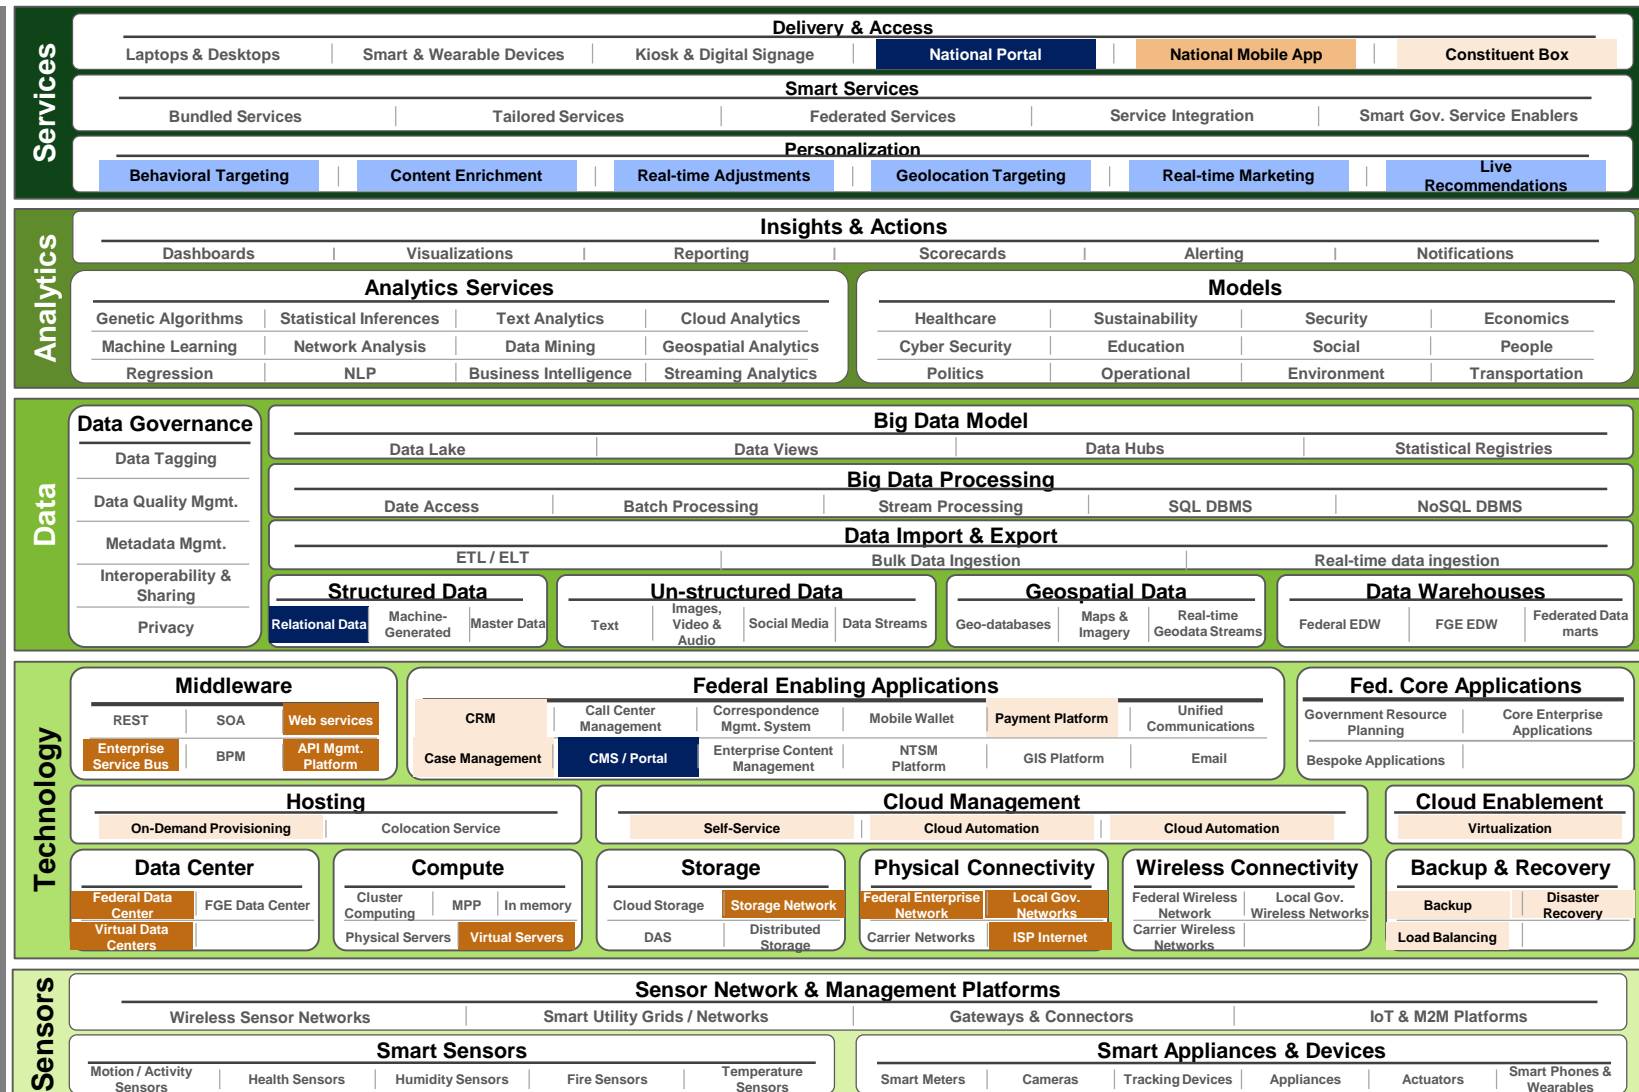 Services
Delivery & Access
Laptops & Desktops
Smart & Wearable Devices
Kiosk & Digital Signage
National Portal
National Mobile App
Constituent Box
Smart Services
Bundled Services
Tailored Services
Federated Services
Service Integration
Smart Gov. Service Enablers
Personalization
Behavioral Targeting
Content Enrichment
Real-time Adjustments
Geolocation Targeting
Real-time Marketing
Live
Recommendations
Analytics
Insights & Actions
Dashboards
Visualizations
Reporting
Scorecards
Alerting
Notifications
Analytics Services
Genetic Algorithms
Statistical Inferences
Text Analytics
Cloud Analytics
Machine Learning
Network Analysis
Data Mining
Geospatial Analytics
Regression
NLP
Business Intelligence
Streaming Analytics
Models
Healthcare
Sustainability
Security
Economics
Cyber Security
Education
Social
People
Politics
Operational
Environment
Transportation
Data
Data Governance
Data Tagging
Data Quality Mgmt.
Metadata Mgmt.
Interoperability &
Sharing
Privacy
Big Data Model
Data Lake
Data Views
Data Hubs
Statistical Registries
Big Data Processing
Date Access
Batch Processing
Stream Processing
SQL DBMS
NoSQL DBMS
Data Import & Export
ETL / ELT
Bulk Data Ingestion
Real-time data ingestion
Structured Data
Relational Data
Machine-
Generated
Master Data
Un-structured Data
Text
Images,
Video &
Audio
Social Media
Data Streams
Geospatial Data
Geo-databases
Maps &
Imagery
Real-time
Geodata Streams
Data Warehouses
Federal EDW
FGE EDW
Federated Data
marts
Technology
Middleware
REST
SOA
Web services
Enterprise
Service Bus
BPM
API Mgmt.
Platform
Federal Enabling Applications
CRM
Call Center
Management
Correspondence
Mgmt. System
Mobile Wallet
Payment Platform
Unified
Communications
Case Management
CMS / Portal
Enterprise Content
Management
NTSM
Platform
GIS Platform
Email
Fed. Core Applications
Government Resource
Planning
Core Enterprise
Applications
Bespoke Applications
Hosting
On-Demand Provisioning
Colocation Service
Cloud Management
Self-Service
Cloud Automation
Cloud Automation
Cloud Enablement
Virtualization
Data Center
Federal Data
Center
FGE Data Center
Virtual Data
Centers
Compute
Cluster
Computing
MPP
In memory
Physical Servers
Virtual Servers
Storage
Cloud Storage
Storage Network
DAS
Distributed
Storage
Physical Connectivity
Federal Enterprise
Network
Local Gov.
Networks
Carrier Networks
ISP Internet
Wireless Connectivity
Federal Wireless
Network
Local Gov.
Wireless Networks
Carrier Wireless
Networks
Backup & Recovery
Backup
Disaster
Recovery
Load Balancing
Sensors
Sensor Network & Management Platforms
Wireless Sensor Networks
Smart Utility Grids / Networks
Gateways & Connectors
IoT & M2M Platforms
Smart Sensors
Motion / Activity
Sensors
Health Sensors
Humidity Sensors
Fire Sensors
Temperature
Sensors
Smart Appliances & Devices
Smart Meters
Cameras
Tracking Devices
Appliances
Actuators
Smart Phones &
Wearables